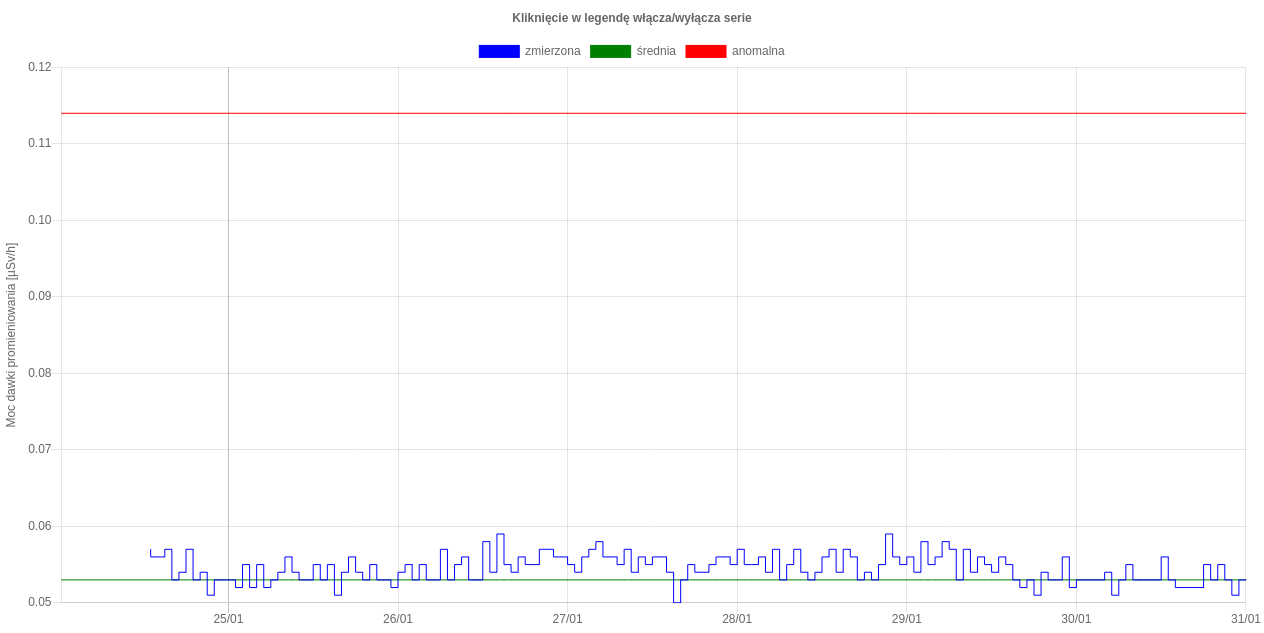 Kliknięcie w legendę włącza/wyłącza serie
zmierzona średnia anomalna
Moc dawki promieniowania [µSv/h]
0.12
0.11
0.10
0.09
0.08
0.07
0.06
0.05
25/01 26/01 27/01 28/01 29/01 30/01 31/01